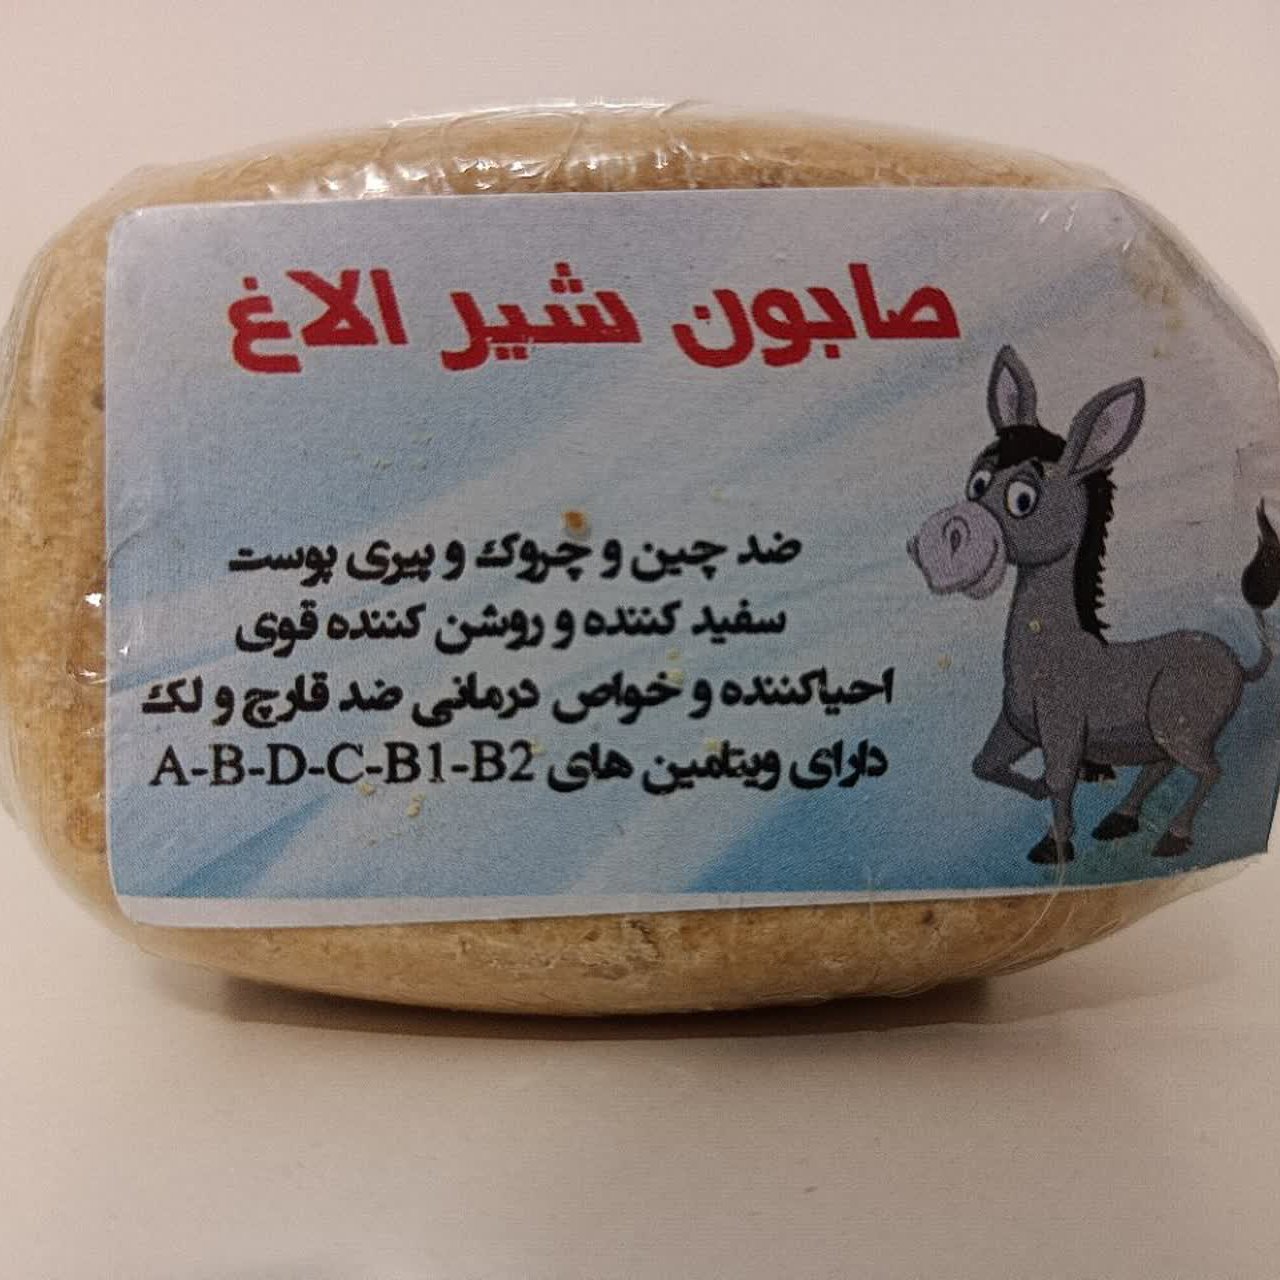 صابون شیر الاغ
ضد چین و چروک و پیری پوست
سفید کننده و روشن کننده قوی
احیاکننده و خواص درمانی ضد قارچ و لک
دارای ویتامین های A-B-D-C-B1-B2